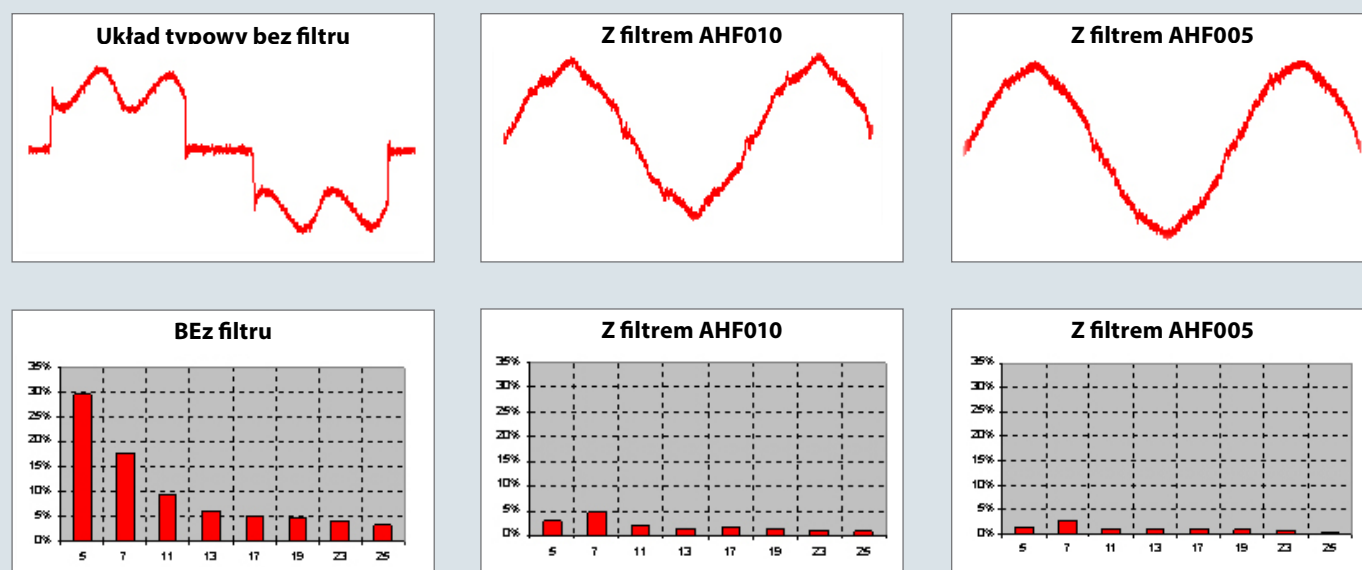 Układ typowy bez filtru
Z filtrem AHF010
Z filtrem AHF005
BEz filtru
35%
30%
25%
20%
15%
10%
5%
0%
5 7 11 13 17 19 23 25
Z filtrem AHF010
35%
30%
25%
20%
15%
10%
5%
0%
5 7 11 13 17 19 23 25
Z filtrem AHF005
35%
30%
25%
20%
15%
10%
5%
0%
5 7 11 13 17 19 23 25